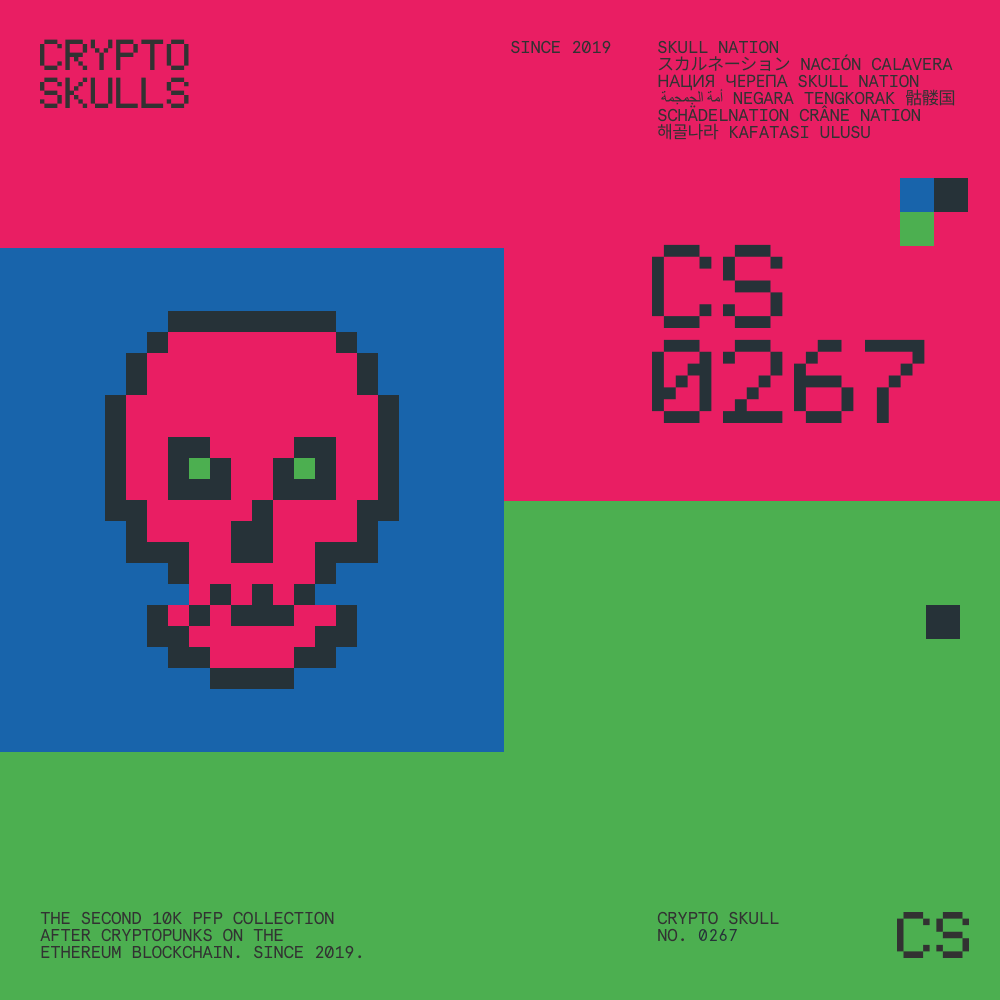 CRYPTO
SKULLS
SINCE 2019
SKULL NATION
スカルネーション NACIÓN CALAVERA
НАЦИЯ ЧЕРЕПА SKULL NATION
أمة الجمجمة NEGARA TENGKORAK 骷髅国
SCHÄDELNATION CRÂNE NATION
해골나라 KAFATASI ULUSU
CS
0267
THE SECOND 10K PFP COLLECTION
AFTER CRYPTOPUNKS ON THE
ETHEREUM BLOCKCHAIN. SINCE 2019.
CRYPTO SKULL
NO. 0267
CS